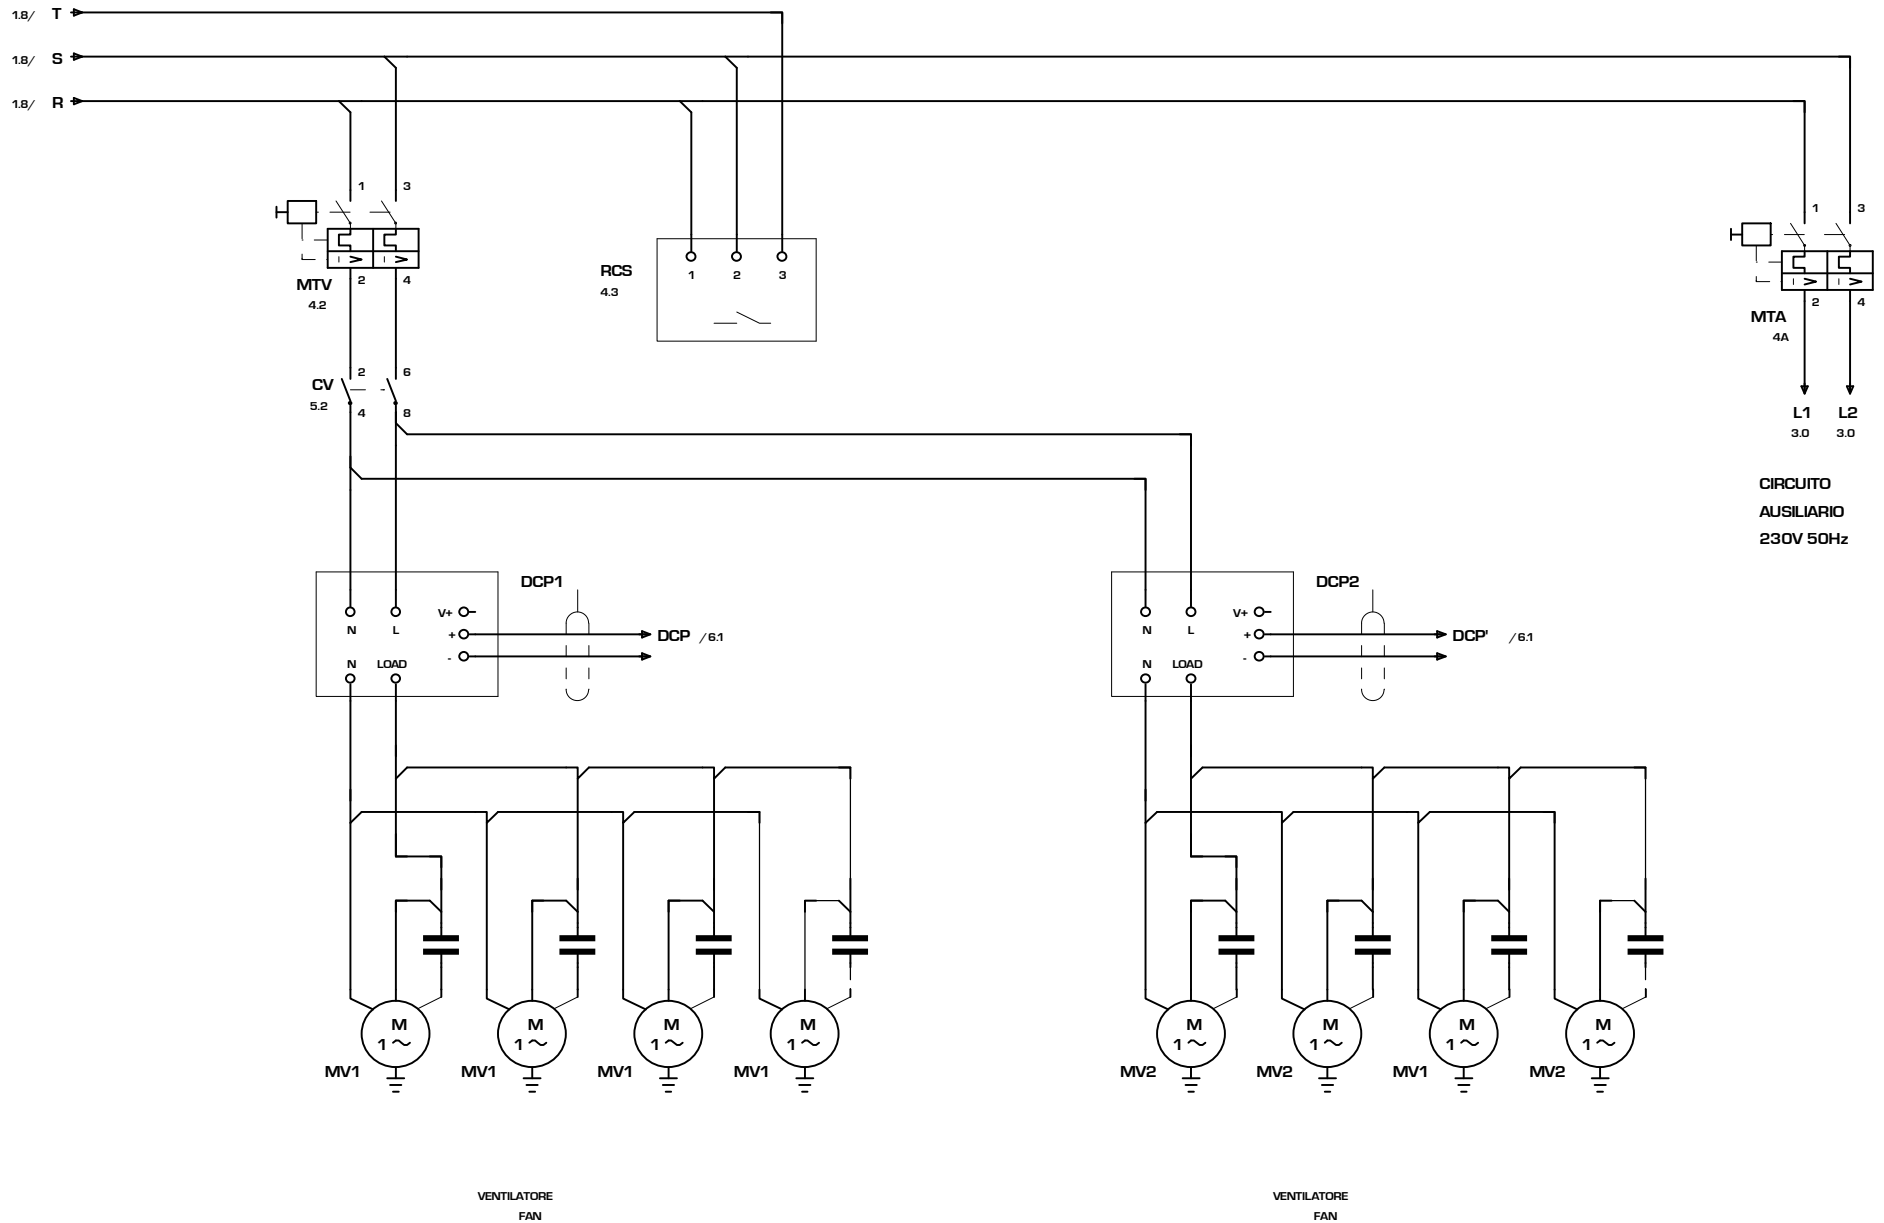 1.8/ T
1.8/ S
1.8/ R
1 3
1 3
MTV 2 4
4.2
RCS 1 2 3
4.3
MTA 2 4
4A
CV 2 6
5.2 4 8
L1 L2
3.0 3.0
CIRCUITO
AUSILIARIO
230V 50Hz
DCP1
V+
N L + DCP / 6.1
-
N LOAD
DCP2
V+
N L + DCP' / 6.1
-
N LOAD
M M M M M M M M
1~ 1~ 1~ 1~ 1~ 1~ 1~ 1~
MV1 MV1 MV1 MV1 MV2 MV2 MV1 MV2
VENTILATORE VENTILATORE
FAN FAN